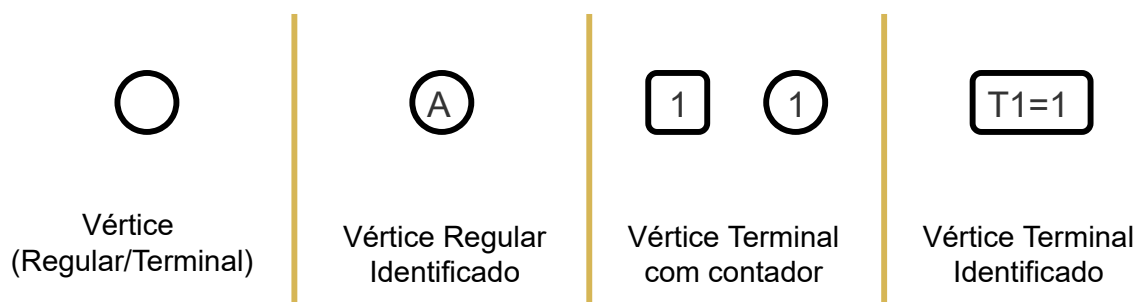 A
1
1
T1=1
Vértice
(Regular/Terminal)
Vértice Regular
Identificado
Vértice Terminal
com contador
Vértice Terminal
Identificado